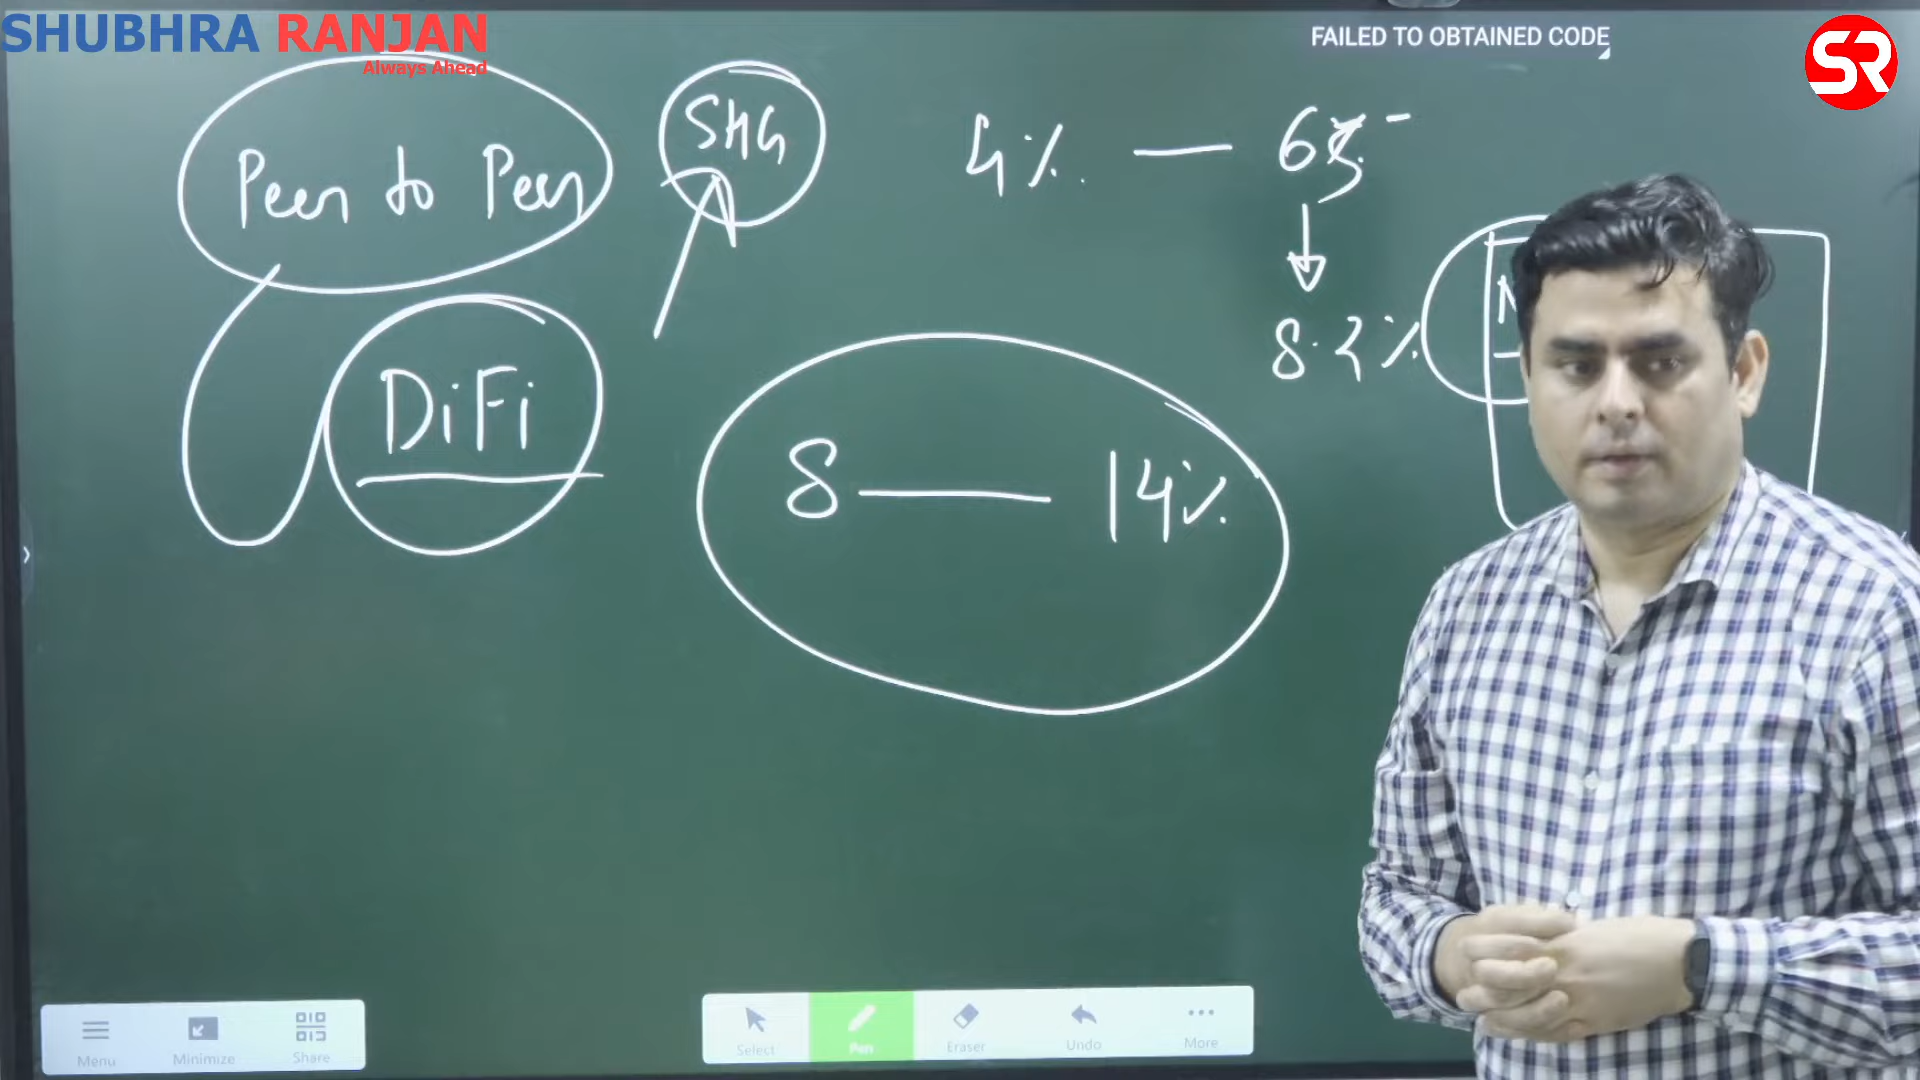 SHUBHRA RANJAN
Always Ahead
FAILED TO OBTAINED CODE
SR
Peer to Peer
SHG
4% — 6
8.2%
DiFi
8 — 14%
Menu
Minimize
Share
Select
Pen
Eraser
Undo
More